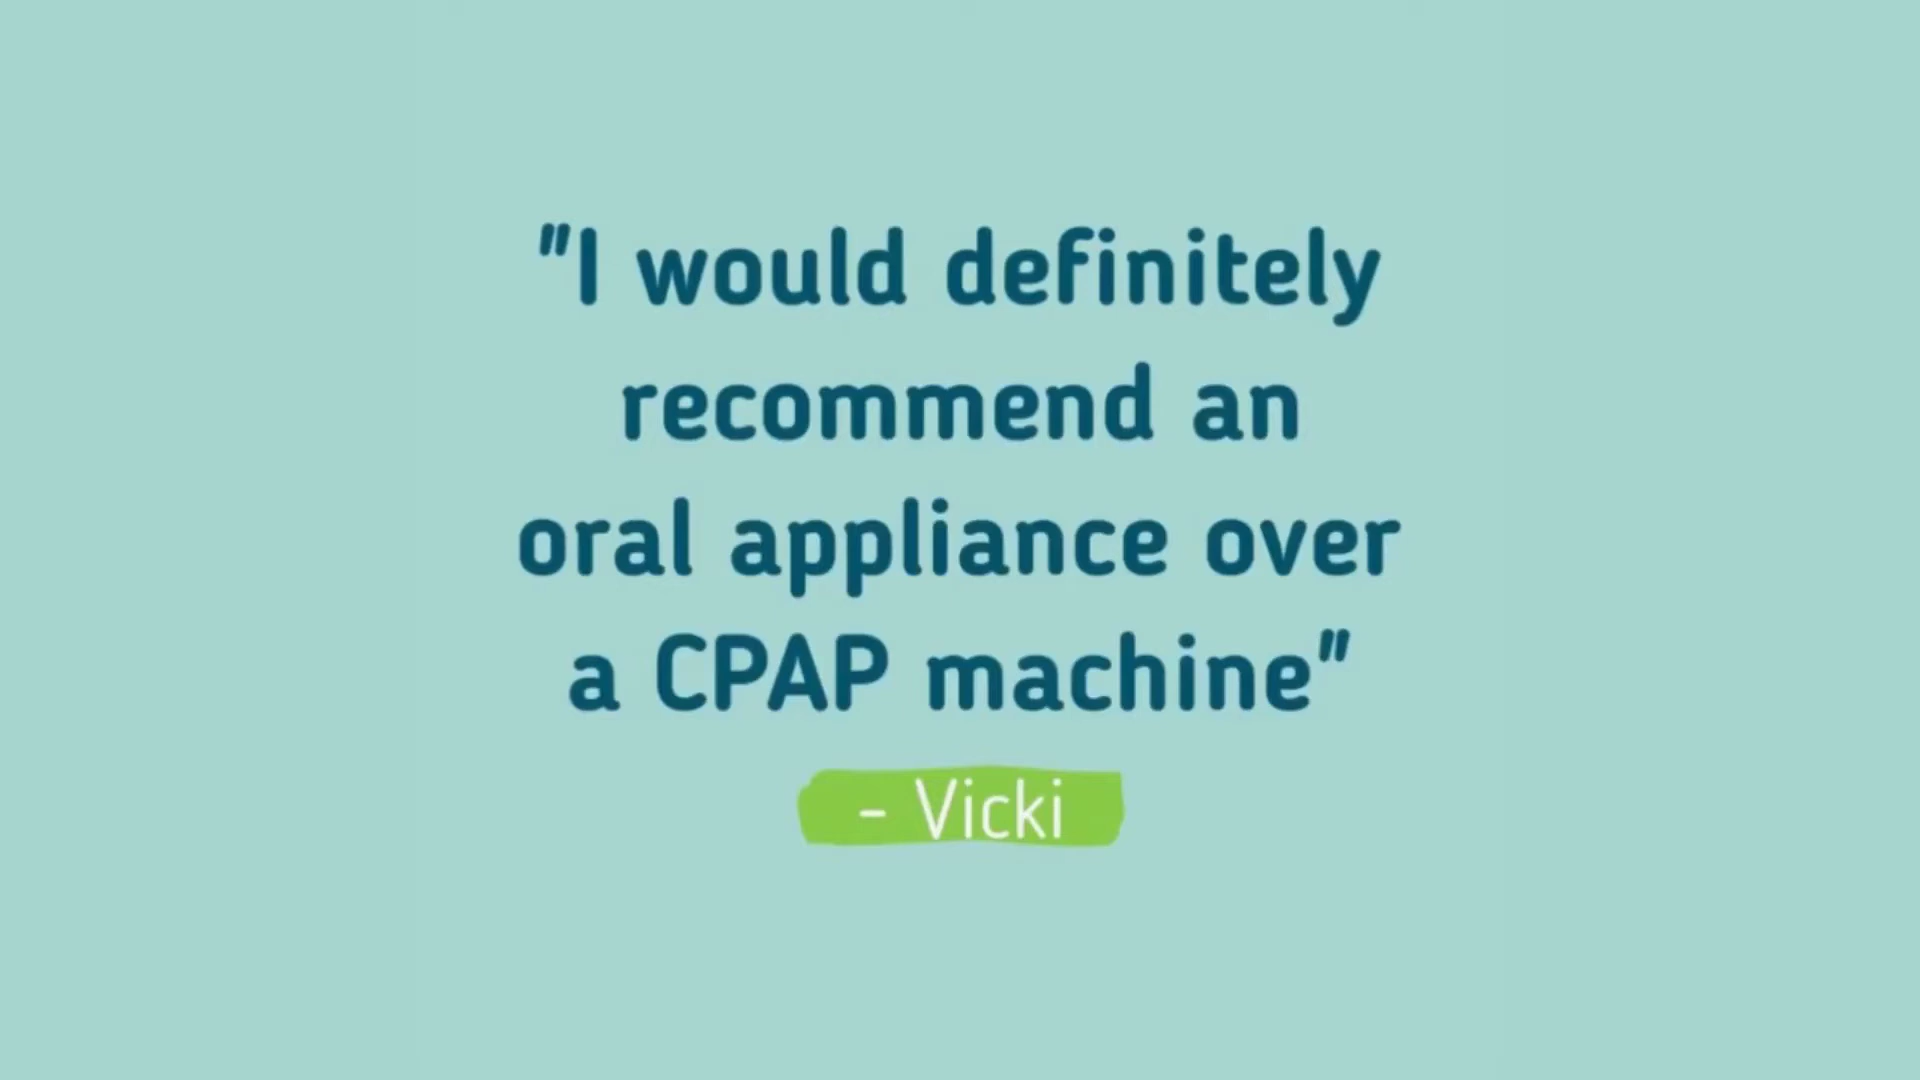 "I would definitely
recommend an
oral appliance over
a CPAP machine"
- Vicki